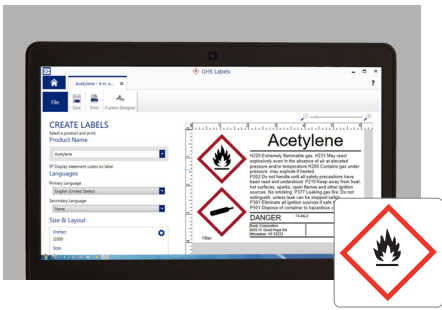 GHS Labels
Acetylene - 4 in. x...
File
Save
Print
Custom Designer
?
CREATE LABELS
Select a product and print.
Product Name
Acetylene
Display statement codes on label
Languages
Primary Language
English (United States)
Secondary Language
None
Size & Layout
Printer:
J2000
Size:
Acetylene
H220 Extremely flammable gas. H231 May react
explosively even in the absence of air at elevated
pressure and/or temperature H280 Contains gas under
pressure; may explode if heated.
P202 Do not handle until all safety precautions have
been read and understood. P210 Keep away from heat,
hot surfaces, sparks, open flames and other ignition
sources. No smoking. P377 Leaking gas fire: Do not
extinguish, unless leak can be stopped safely.
P381 Eliminate all ignition sources if safe
P501 Dispose of container to hazardous
DANGER
74-86-2
Brady Corporation
6555 W. Good Hope Rd.
Milwaukee, WI 53223